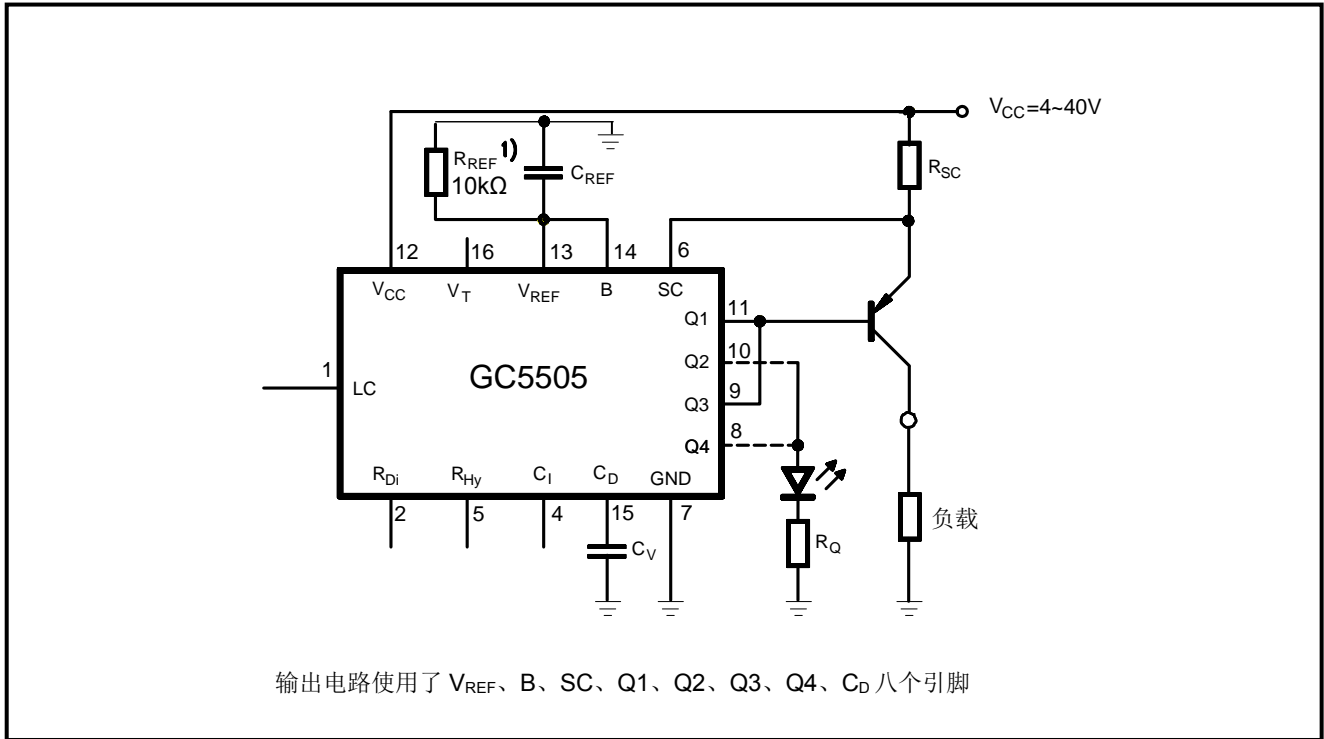 V_CC=4~40V
R_REF 1)
10kΩ
C_REF
R_SC
12
16
13
14
6
V_CC
V_T
V_REF
B
SC
Q1
11
Q2
10
1
LC
GC5505
Q3
9
Q4
8
R_Di
R_Hy
C_I
C_D
GND
2
5
4
15
7
C_V
R_Q
负载
输出电路使用了 V_REF、B、SC、Q1、Q2、Q3、Q4、C_D 八个引脚